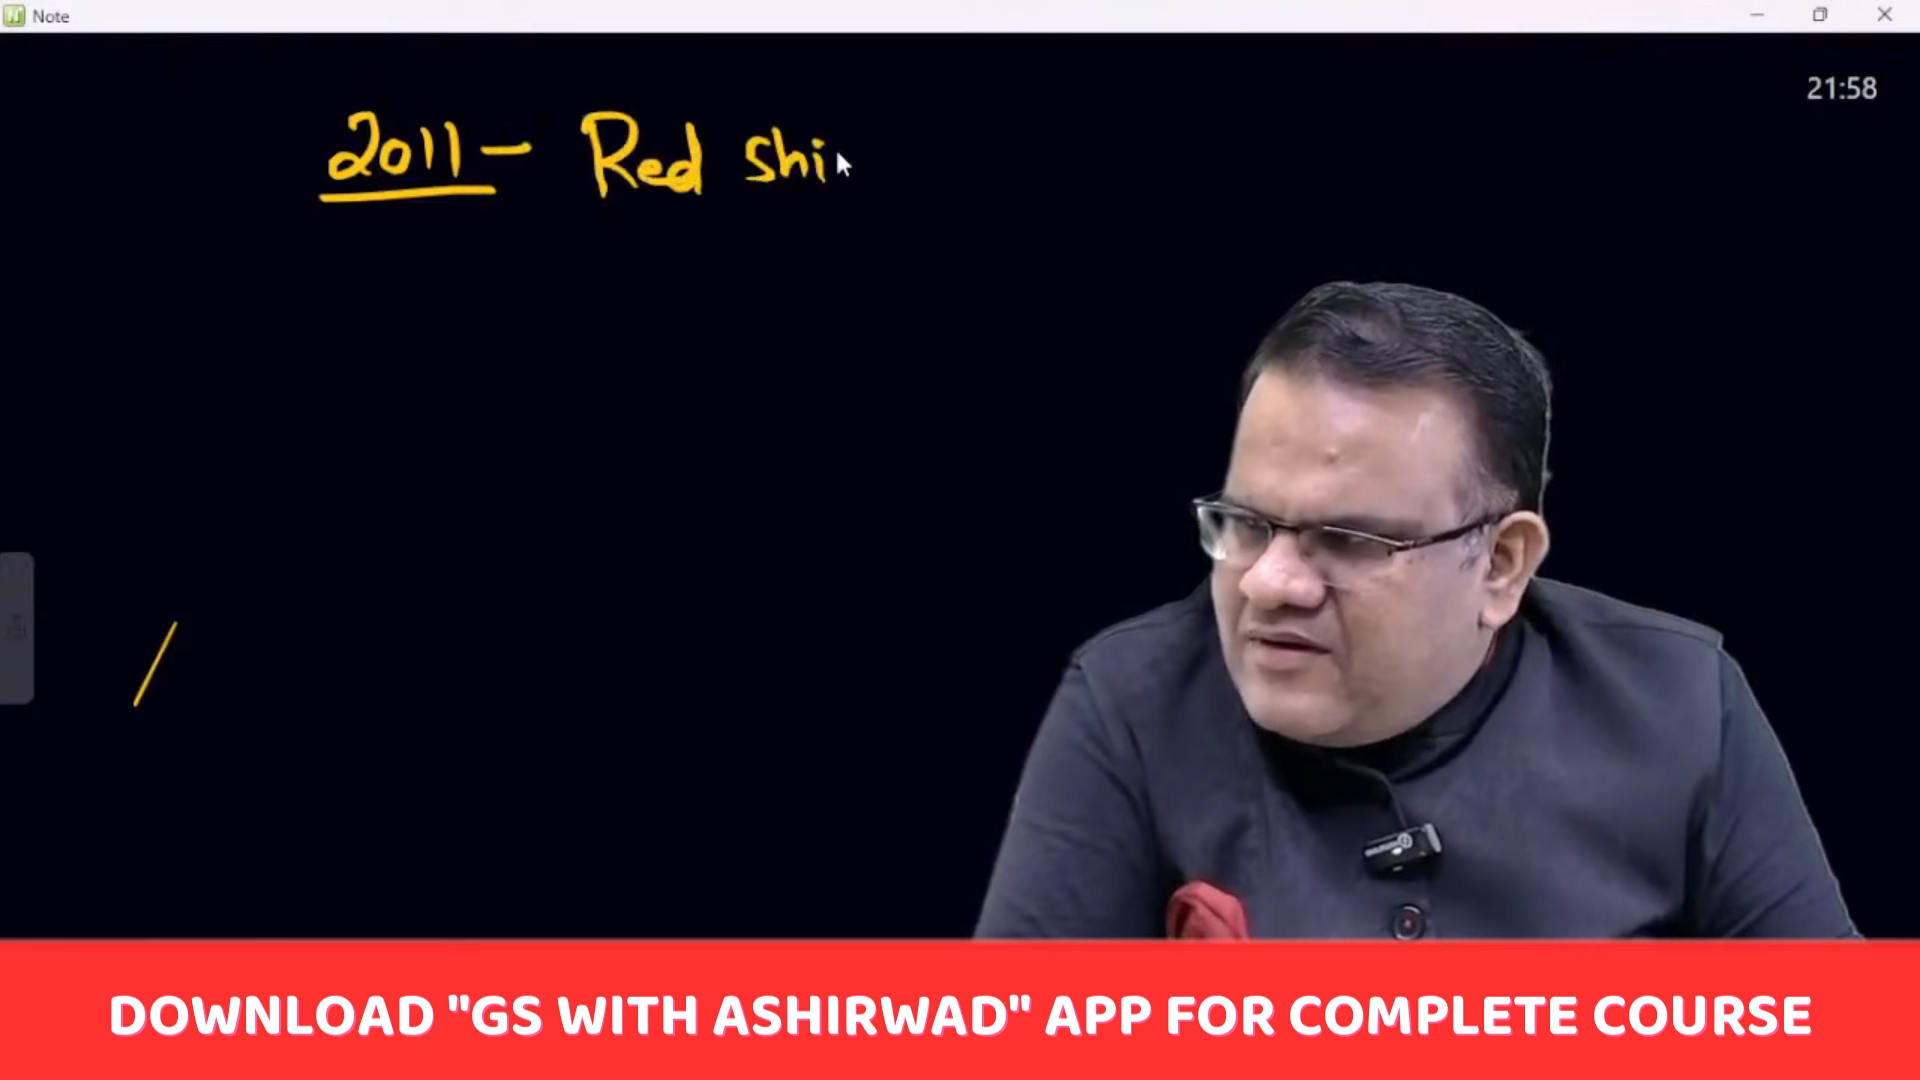 Note
21:58
2011 - Red shi
DOWNLOAD "GS WITH ASHIRWAD" APP FOR COMPLETE COURSE